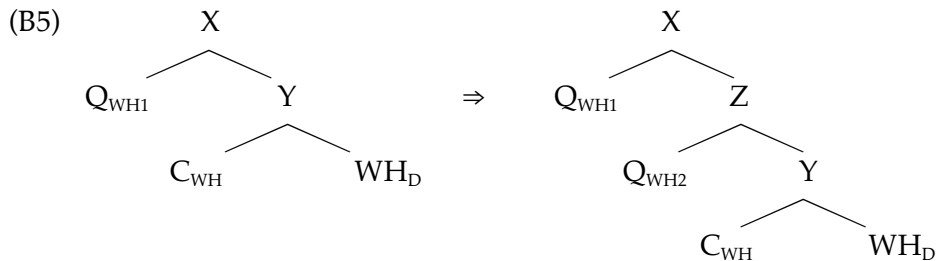 (B5) X X
Q_WH1 Y ⇒ Q_WH1 Z
C_WH WH_D Q_WH2 Y
C_WH WH_D